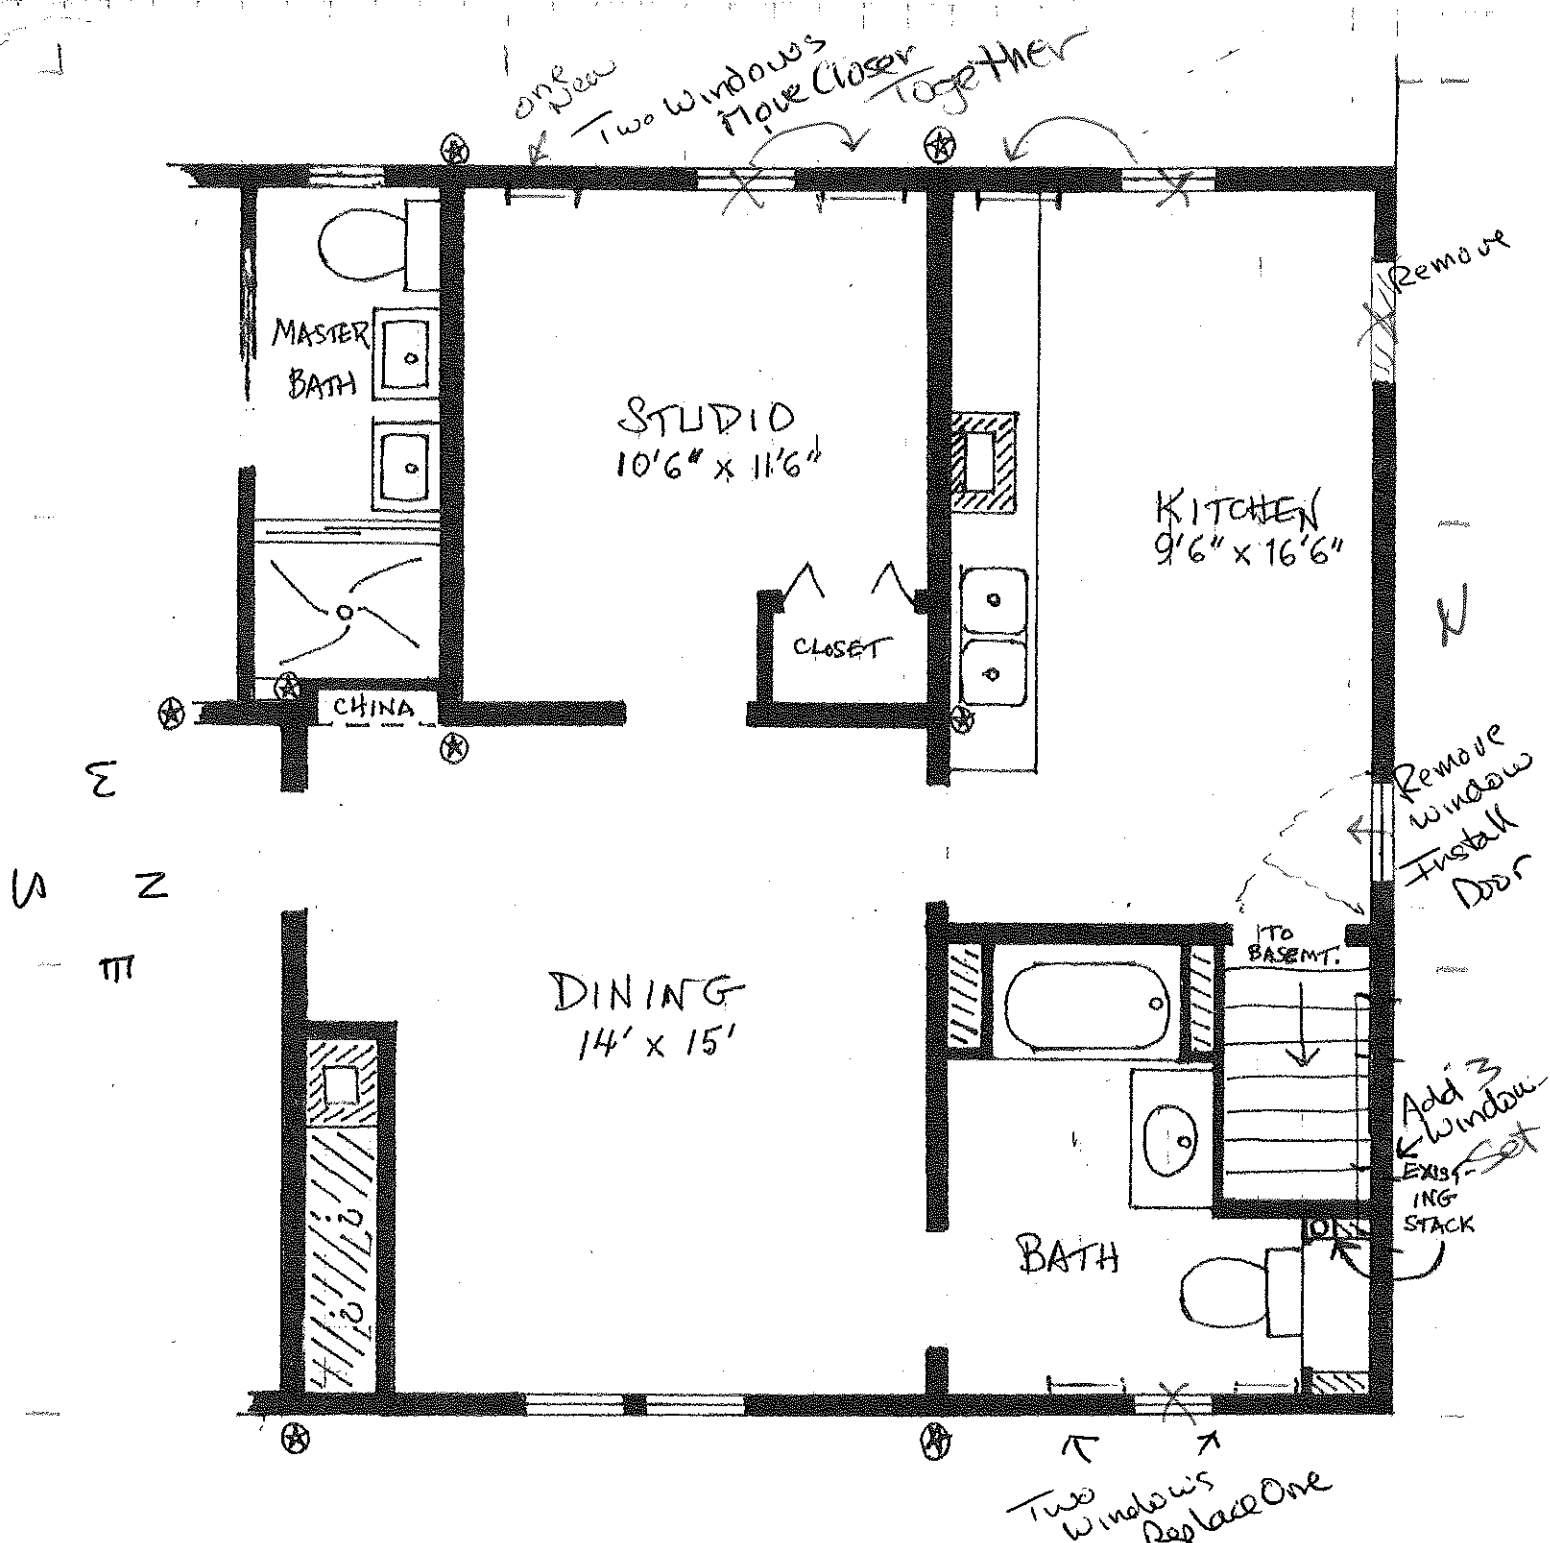 one
New
Two Windows
Move Closer Together
Remove
MASTER
BATH
STUDIO
10'6" x 11'6"
KITCHEN
9'6" x 16'6"
CLOSET
CHINA
Remove
Window
Install
Door
W
S N
E
N
TO
BASEMT.
DINING
14' x 15'
Add 3
Window
Set
EXIST-
ING
STACK
BATH
Two
Windows
Replace One